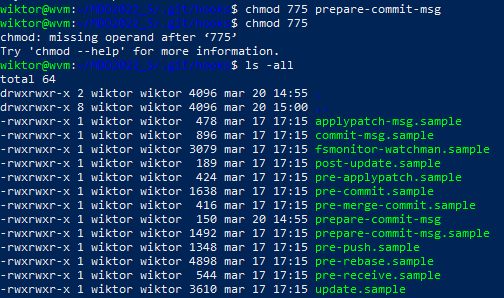 wiktor@wvm:~/MDO2021_S/.git/hooks$ chmod 775 prepare-commit-msg
wiktor@wvm:~/MDO2021_S/.git/hooks$ chmod 775
chmod: missing operand after ‘775’
Try 'chmod --help' for more information.
wiktor@wvm:~/MDO2021_S/.git/hooks$ ls -all
total 64
drwxrwxr-x 2 wiktor wiktor 4096 mar 20 14:55 .
drwxrwxr-x 8 wiktor wiktor 4096 mar 20 15:00 ..
-rwxrwxr-x 1 wiktor wiktor  478 mar 17 17:15 applypatch-msg.sample
-rwxrwxr-x 1 wiktor wiktor  896 mar 17 17:15 commit-msg.sample
-rwxrwxr-x 1 wiktor wiktor 3079 mar 17 17:15 fsmonitor-watchman.sample
-rwxrwxr-x 1 wiktor wiktor  189 mar 17 17:15 post-update.sample
-rwxrwxr-x 1 wiktor wiktor  424 mar 17 17:15 pre-applypatch.sample
-rwxrwxr-x 1 wiktor wiktor 1638 mar 17 17:15 pre-commit.sample
-rwxrwxr-x 1 wiktor wiktor  416 mar 17 17:15 pre-merge-commit.sample
-rwxrwxr-x 1 wiktor wiktor  150 mar 20 14:55 prepare-commit-msg
-rwxrwxr-x 1 wiktor wiktor 1492 mar 17 17:15 prepare-commit-msg.sample
-rwxrwxr-x 1 wiktor wiktor 1348 mar 17 17:15 pre-push.sample
-rwxrwxr-x 1 wiktor wiktor 4898 mar 17 17:15 pre-rebase.sample
-rwxrwxr-x 1 wiktor wiktor  544 mar 17 17:15 pre-receive.sample
-rwxrwxr-x 1 wiktor wiktor 3610 mar 17 17:15 update.sample